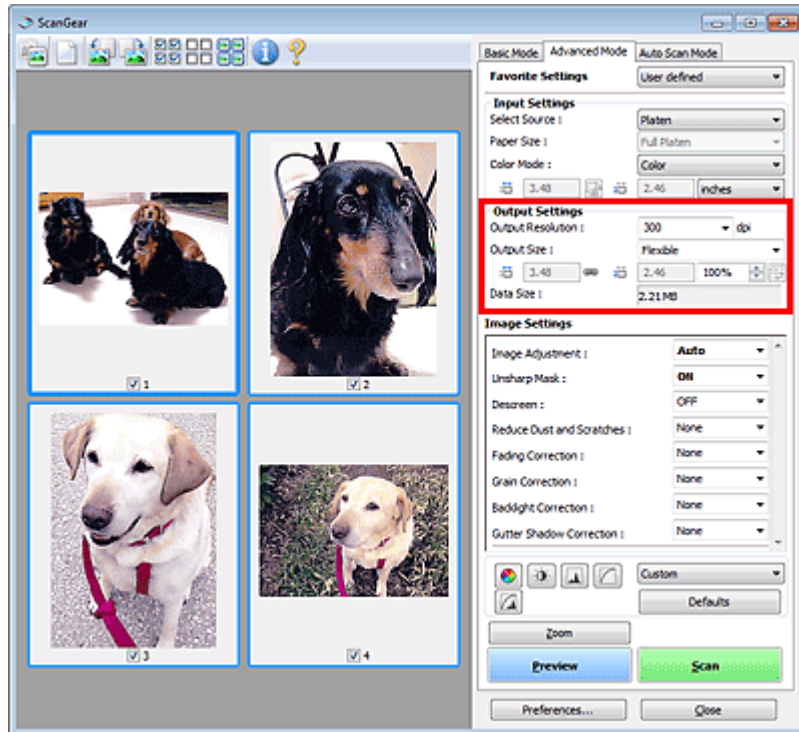 ScanGear
Basic Mode Advanced Mode Auto Scan Mode
Favorite Settings User defined
Input Settings
Select Source : Platen
Paper Size : Full Platen
Color Mode : Color
3.48 2.46 inches
Output Settings
Output Resolution : 300 dpi
Output Size : Flexible
3.48 2.46 100%
Data Size : 2.21 MB
Image Settings
Image Adjustment : Auto
Unsharp Mask : ON
Descreen : OFF
Reduce Dust and Scratches : None
Fading Correction : None
Grain Correction : None
Backlight Correction : None
Gutter Shadow Correction : None
Custom
Defaults
Zoom
Preview Scan
Preferences... Close
1 2
3 4